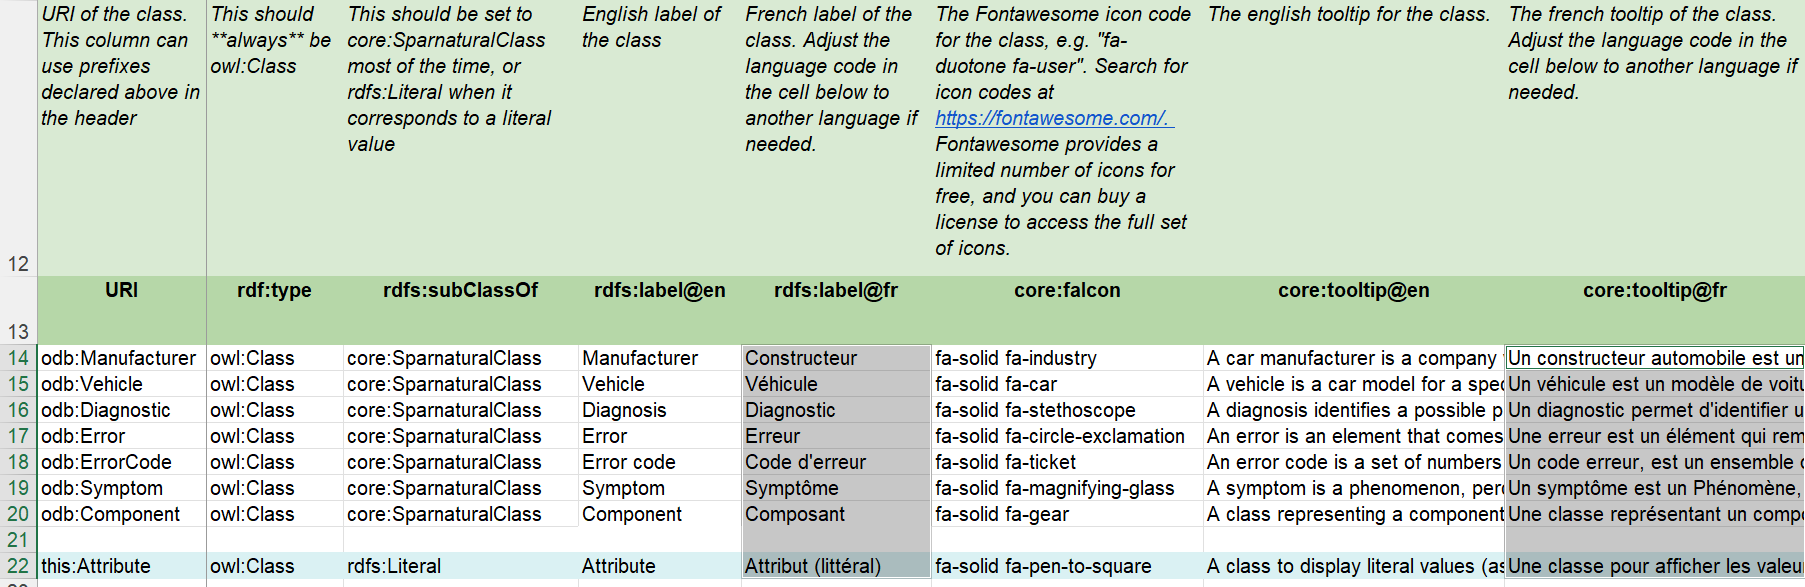 URI of the class. This should This should be set to English label of French label of the The Fontawesome icon code The english tooltip for the class. The french tooltip of the class.
This column can **always** be core:SparnaturalClass the class class. Adjust the for the class, e.g. "fa- Adjust the language code in the
use prefixes owl:Class most of the time, or language code in duotone fa-user". Search for cell below to another language if
declared above in rdfs:Literal when it the cell below to icon codes at needed.
the header corresponds to a literal another language if https://fontawesome.com/.
value needed. Fontawesome provides a
limited number of icons for
free, and you can buy a
license to access the full set
of icons.
12
URI rdf:type rdfs:subClassOf rdfs:label@en rdfs:label@fr core:faIcon core:tooltip@en core:tooltip@fr
13
14 odb:Manufacturer owl:Class core:SparnaturalClass Manufacturer Constructeur fa-solid fa-industry A car manufacturer is a company Un constructeur automobile est un
15 odb:Vehicle owl:Class core:SparnaturalClass Vehicle Véhicule fa-solid fa-car A vehicle is a car model for a spec Un véhicule est un modèle de voitu
16 odb:Diagnostic owl:Class core:SparnaturalClass Diagnosis Diagnostic fa-solid fa-stethoscope A diagnosis identifies a possible p Un diagnostic permet d'identifier u
17 odb:Error owl:Class core:SparnaturalClass Error Erreur fa-solid fa-circle-exclamation An error is an element that comes Une erreur est un élément qui rem
18 odb:ErrorCode owl:Class core:SparnaturalClass Error code Code d'erreur fa-solid fa-ticket An error code is a set of numbers Un code erreur, est un ensemble
19 odb:Symptom owl:Class core:SparnaturalClass Symptom Symptôme fa-solid fa-magnifying-glass A symptom is a phenomenon, perc Un symptôme est un Phénomène,
20 odb:Component owl:Class core:SparnaturalClass Component Composant fa-solid fa-gear A class representing a component Une classe représentant un compo
21
22 this:Attribute owl:Class rdfs:Literal Attribute Attribut (littéral) fa-solid fa-pen-to-square A class to display literal values (as Une classe pour afficher les valeu